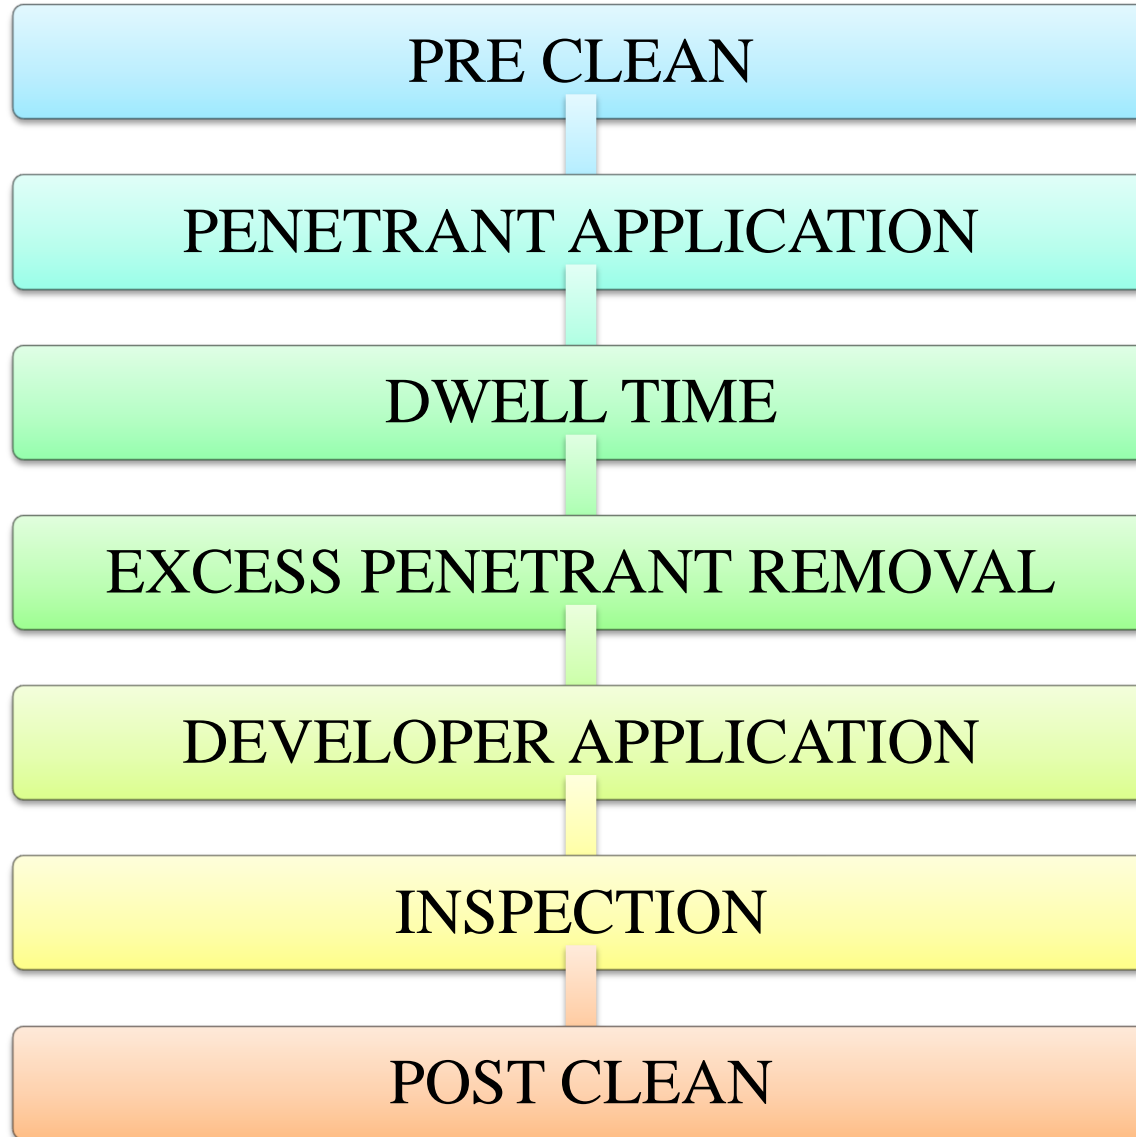 PRE CLEAN
PENETRANT APPLICATION
DWELL TIME
EXCESS PENETRANT REMOVAL
DEVELOPER APPLICATION
INSPECTION
POST CLEAN